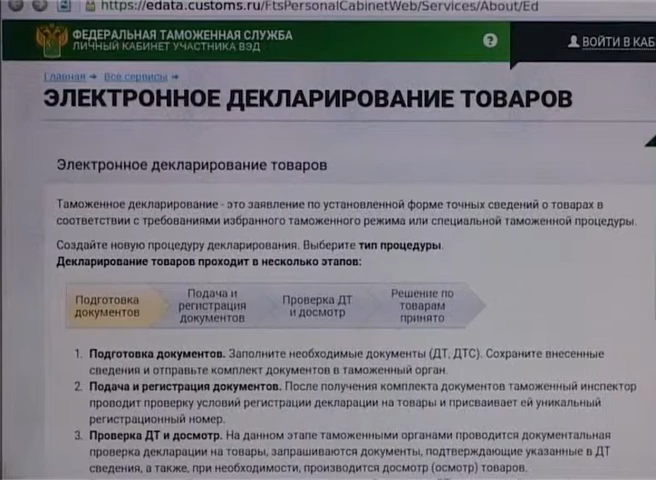 https://edata.customs.ru/FtsPersonalCabinetWeb/Services/About/Ed
ФЕДЕРАЛЬНАЯ ТАМОЖЕННАЯ СЛУЖБА
ЛИЧНЫЙ КАБИНЕТ УЧАСТНИКА ВЭД
?
ВОЙТИ В КАБ
Главная → Все сервисы →
ЭЛЕКТРОННОЕ ДЕКЛАРИРОВАНИЕ ТОВАРОВ
Электронное декларирование товаров
Таможенное декларирование - это заявление по установленной форме точных сведений о товарах в
соответствии с требованиями избранного таможенного режима или специальной таможенной процедуры.
Создайте новую процедуру декларирования. Выберите тип процедуры.
Декларирование товаров проходит в несколько этапов:
Подготовка
документов
Подача и
регистрация
документов
Проверка ДТ
и досмотр
Решение по
товарам
принято
1. Подготовка документов. Заполните необходимые документы (ДТ, ДТС). Сохраните внесенные
сведения и отправьте комплект документов в таможенный орган.
2. Подача и регистрация документов. После получения комплекта документов таможенный инспектор
проводит проверку условий регистрации декларации на товары и присваивает ей уникальный
регистрационный номер.
3. Проверка ДТ и досмотр. На данном этапе таможенными органами проводится документальная
проверка декларации на товары, запрашиваются документы, подтверждающие указанные в ДТ
сведения, а также, при необходимости, производится досмотр (осмотр) товаров.